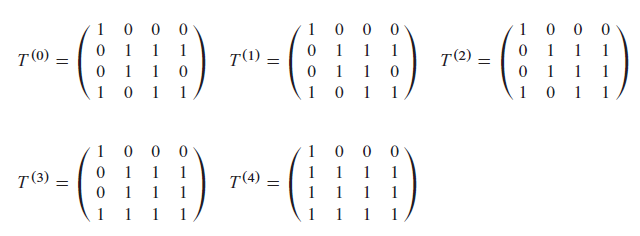 T(0) = ( 1 0 0 0 ) T(1) = ( 1 0 0 0 ) T(2) = ( 1 0 0 0 )
0 1 1 1 0 1 1 1 0 1 1 1
0 1 1 0 0 1 1 0 0 1 1 1
1 0 1 1 1 0 1 1 1 0 1 1
T(3) = ( 1 0 0 0 ) T(4) = ( 1 0 0 0 )
0 1 1 1 1 1 1 1
0 1 1 1 1 1 1 1
1 1 1 1 1 1 1 1